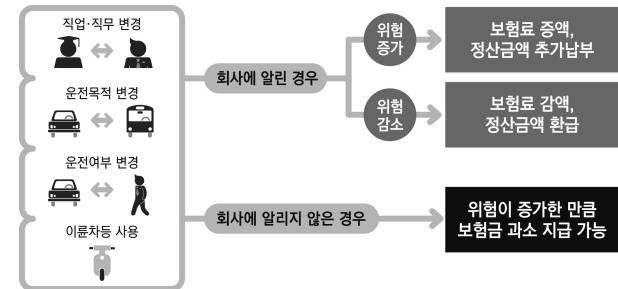 직업·직무 변경
운전목적 변경
운전여부 변경
이륜차등 사용
회사에 알린 경우
위험
증가
보험료 증액,
정산금액 추가납부
위험
감소
보험료 감액,
정산금액 환급
회사에 알리지 않은 경우
위험이 증가한 만큼
보험금 과소 지급 가능